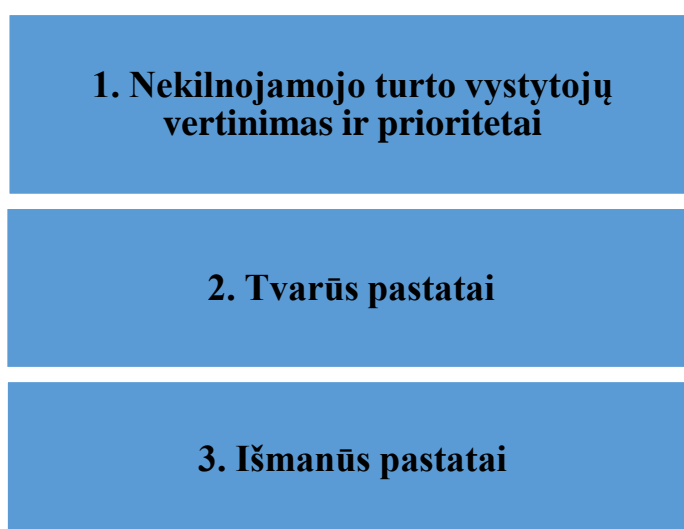 1. Nekilnojamojo turto vystytojų
vertinimas ir prioritetai
2. Tvarūs pastatai
3. Išmanūs pastatai